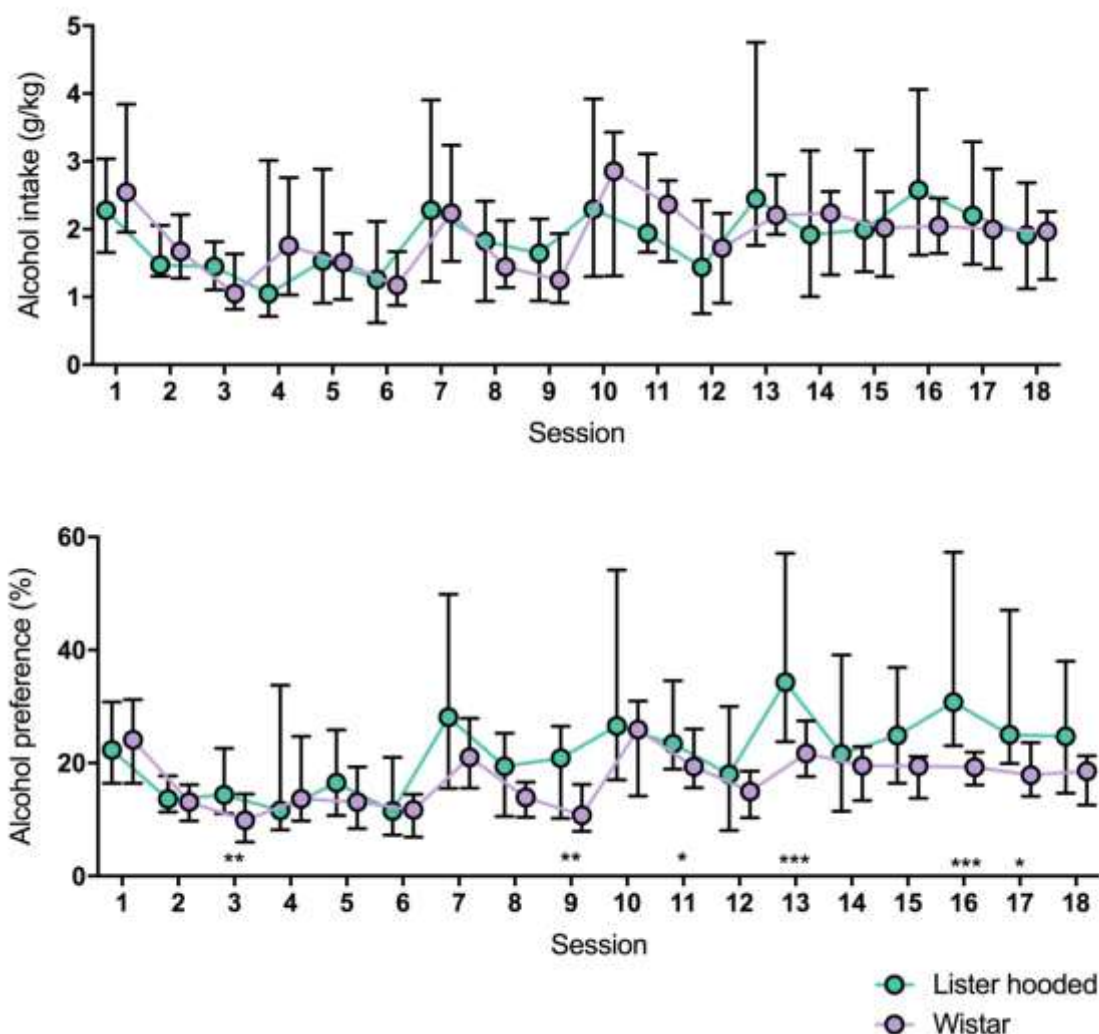 Alcohol intake (g/kg)
5
4
3
2
1
0
1 2 3 4 5 6 7 8 9 10 11 12 13 14 15 16 17 18
Session
Alcohol preference (%)
60
40
20
0
** ** * *** *** *
1 2 3 4 5 6 7 8 9 10 11 12 13 14 15 16 17 18
Session
Lister hooded
Wistar